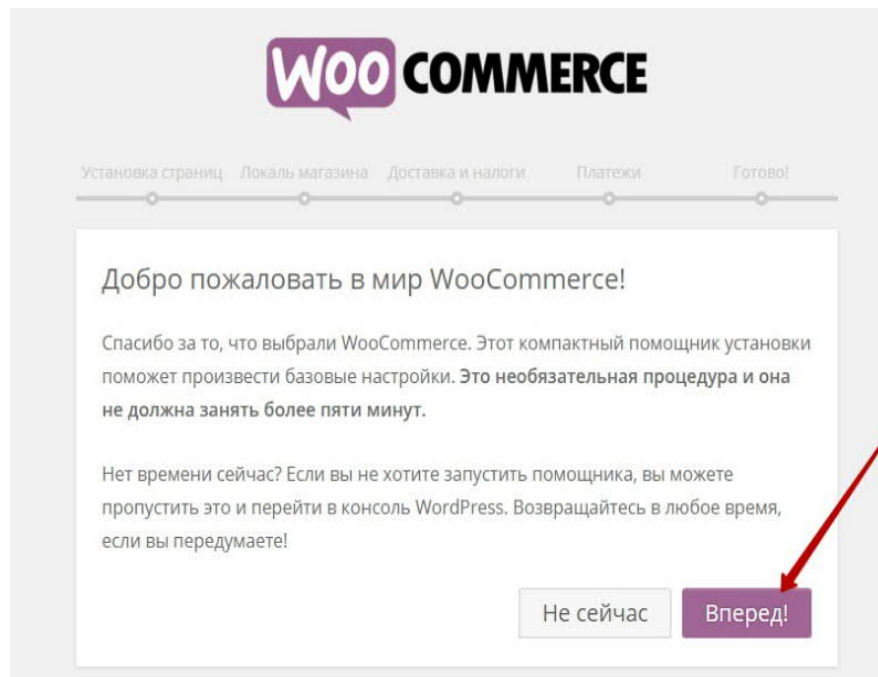 WOO COMMERCE
Установка страниц Локаль магазина Доставка и налоги Платежи Готово!
Добро пожаловать в мир WooCommerce!
Спасибо за то, что выбрали WooCommerce. Этот компактный помощник установки
поможет произвести базовые настройки. Это необязательная процедура и она
не должна занять более пяти минут.
Нет времени сейчас? Если вы не хотите запустить помощника, вы можете
пропустить это и перейти в консоль WordPress. Возвращайтесь в любое время,
если вы передумаете!
Не сейчас Вперед!